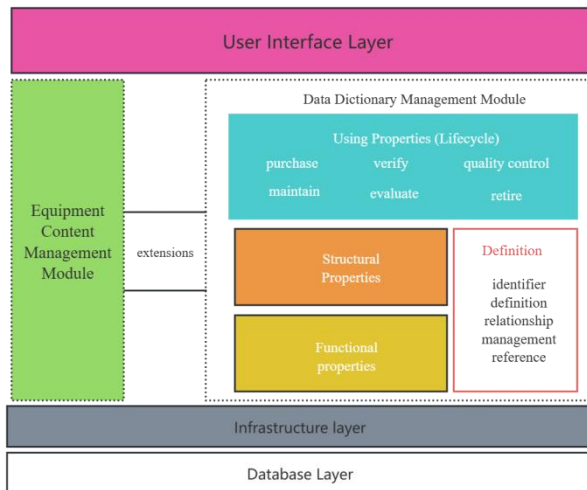 User Interface Layer
Data Dictionary Management Module
Using Properties (Lifecycle)
purchase verify quality control
maintain evaluate retire
Equipment
Content
Management
Module
extensions
Structural
Properties
Definition
identifier
definition
relationship
management
reference
Functional
properties
Infrastructure layer
Database Layer